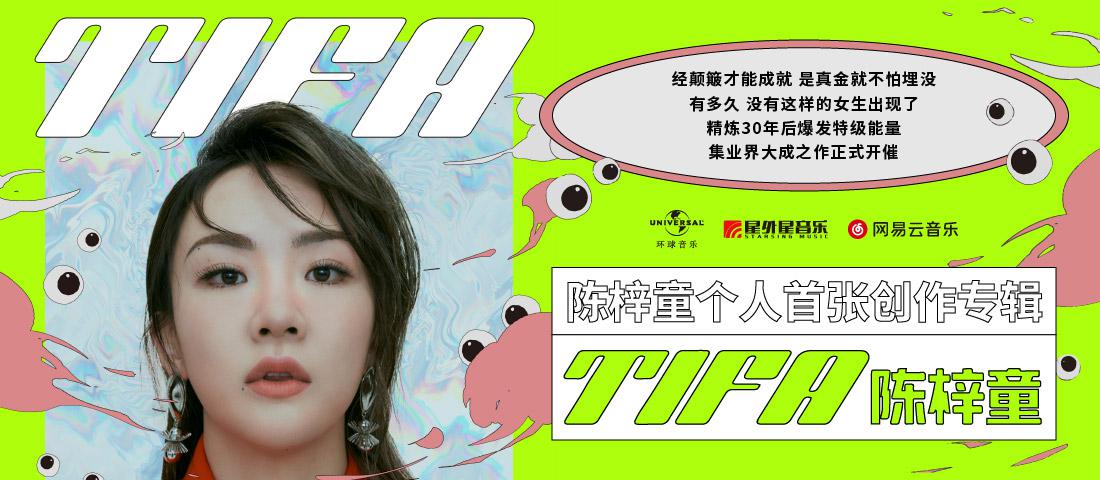 TIFA
经颠簸才能成就 是真金就不怕埋没
有多久 没有这样的女生出现了
精炼30年后爆发特级能量
集业界大成之作正式开催
UNIVERSAL
环球音乐
星外星音乐
STARSING MUSIC
网易云音乐
陈梓童个人首张创作专辑
TIFA 陈梓童